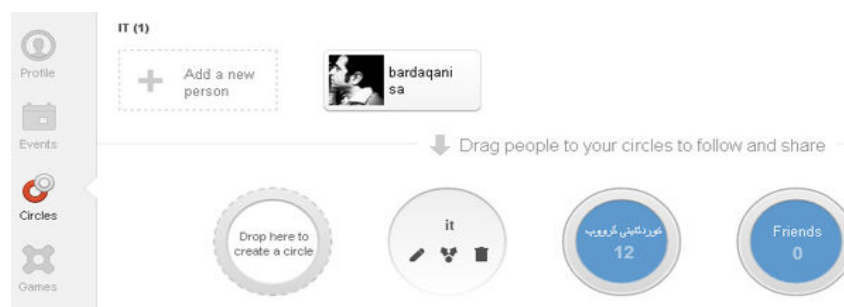 IT (1)
Profile
Add a new
person
bardaqani
sa
Events
Drag people to your circles to follow and share
Circles
Drop here to
create a circle
it
12
Friends
0
Games